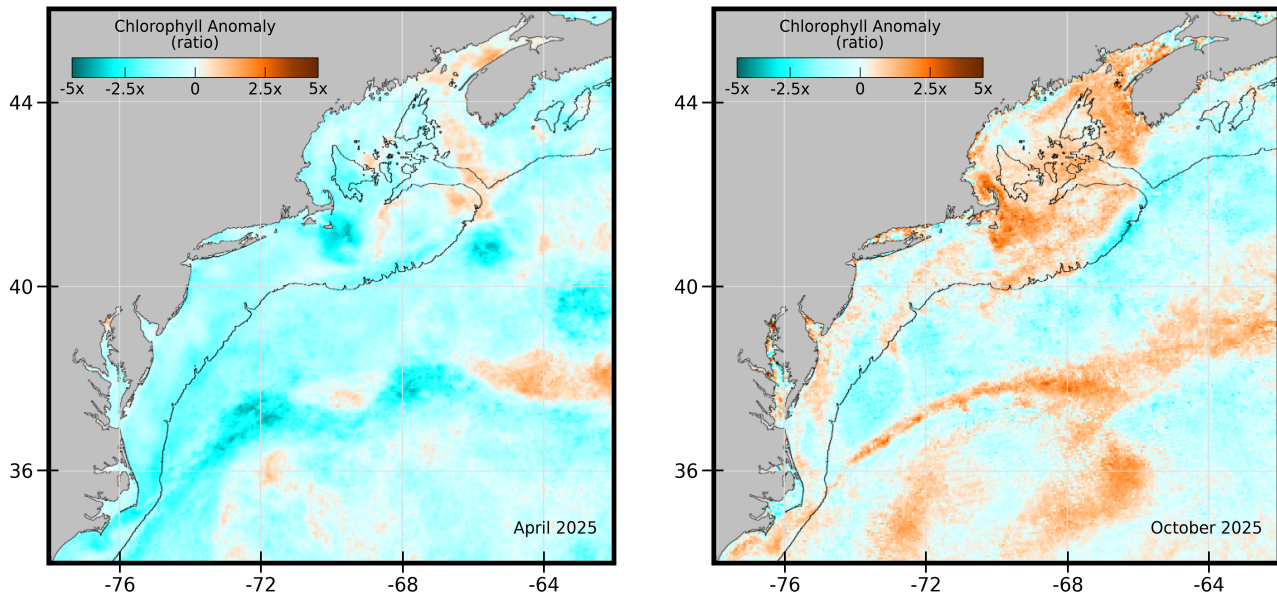 Chlorophyll Anomaly
(ratio)
-5x -2.5x 0 2.5x 5x
44
40
36
April 2025
-76 -72 -68 -64
Chlorophyll Anomaly
(ratio)
-5x -2.5x 0 2.5x 5x
44
40
36
October 2025
-76 -72 -68 -64